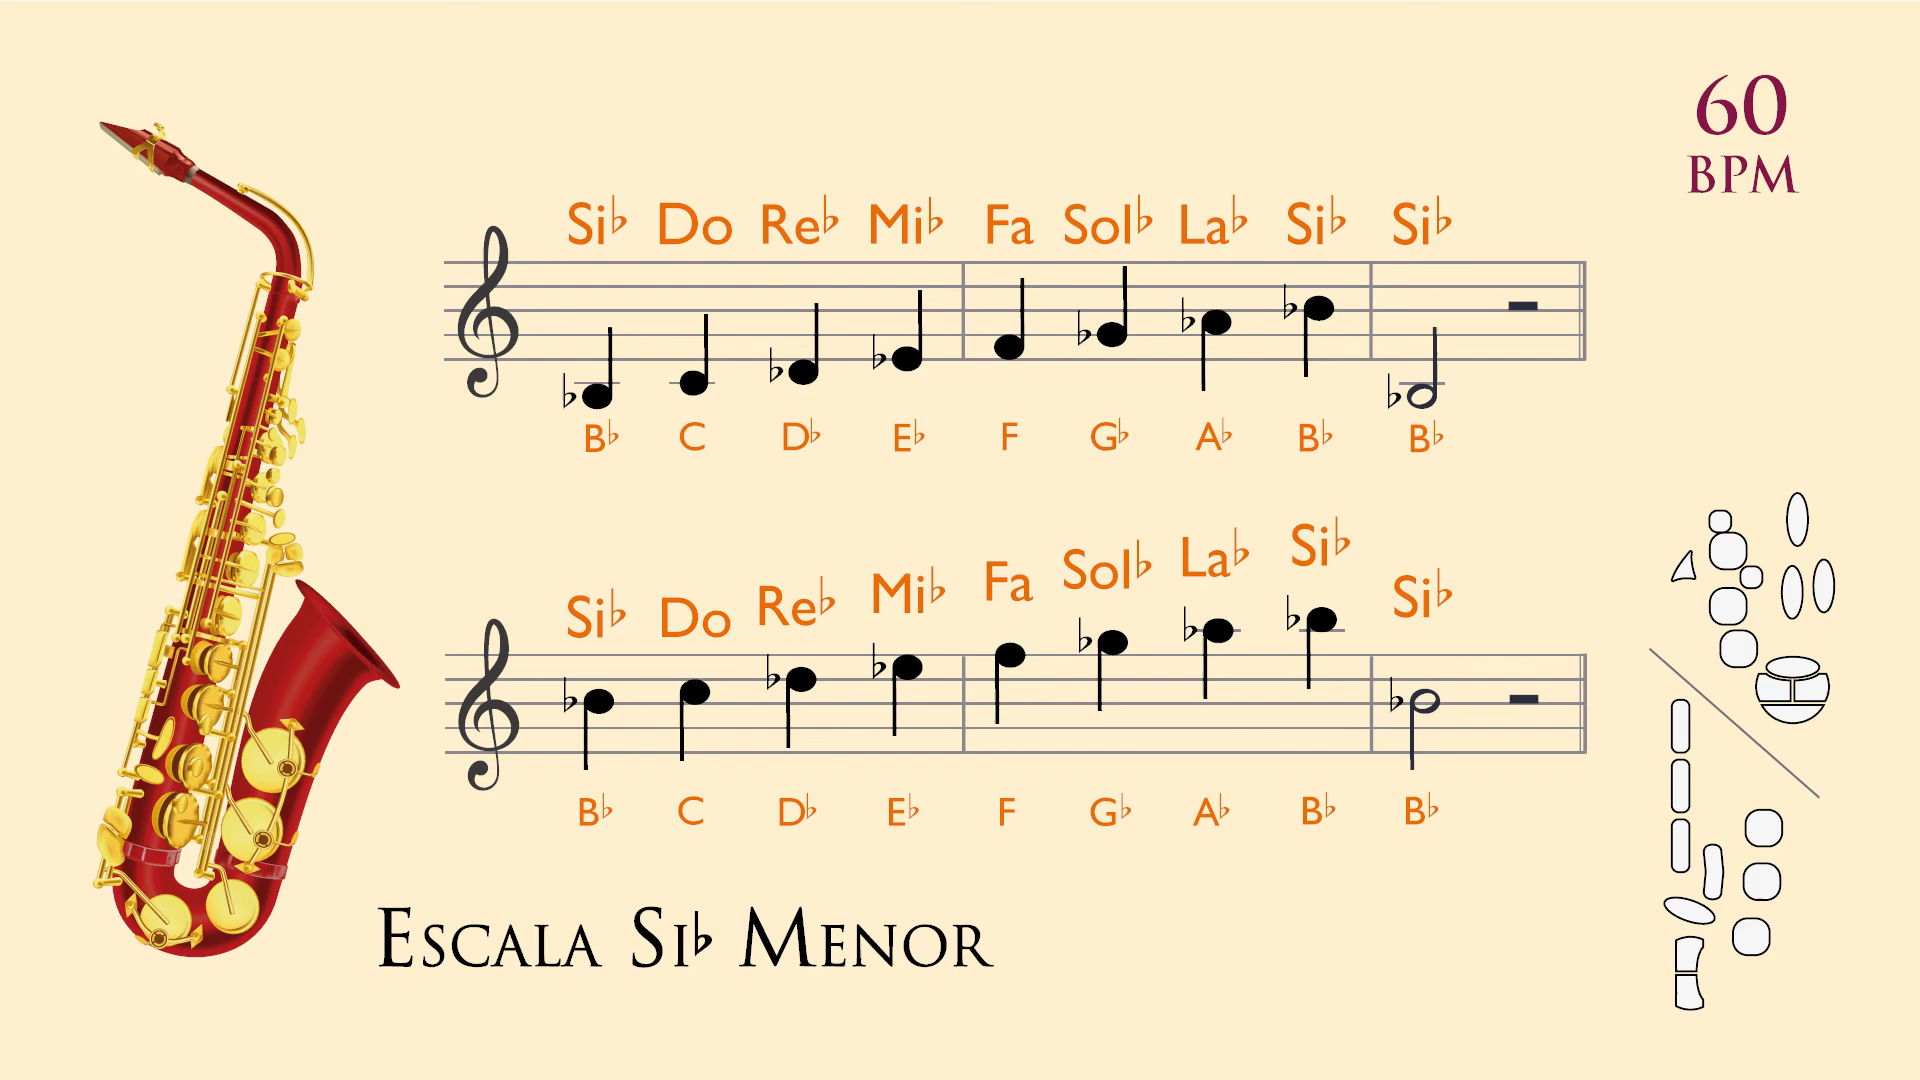 60
BPM
Si♭ Do Re♭ Mi♭ Fa Sol♭ La♭ Si♭ Si♭
B♭ C D♭ E♭ F G♭ A♭ B♭ B♭
Si♭ Do Re♭ Mi♭ Fa Sol♭ La♭ Si♭ Si♭
B♭ C D♭ E♭ F G♭ A♭ B♭ B♭
Escala Si♭ Menor